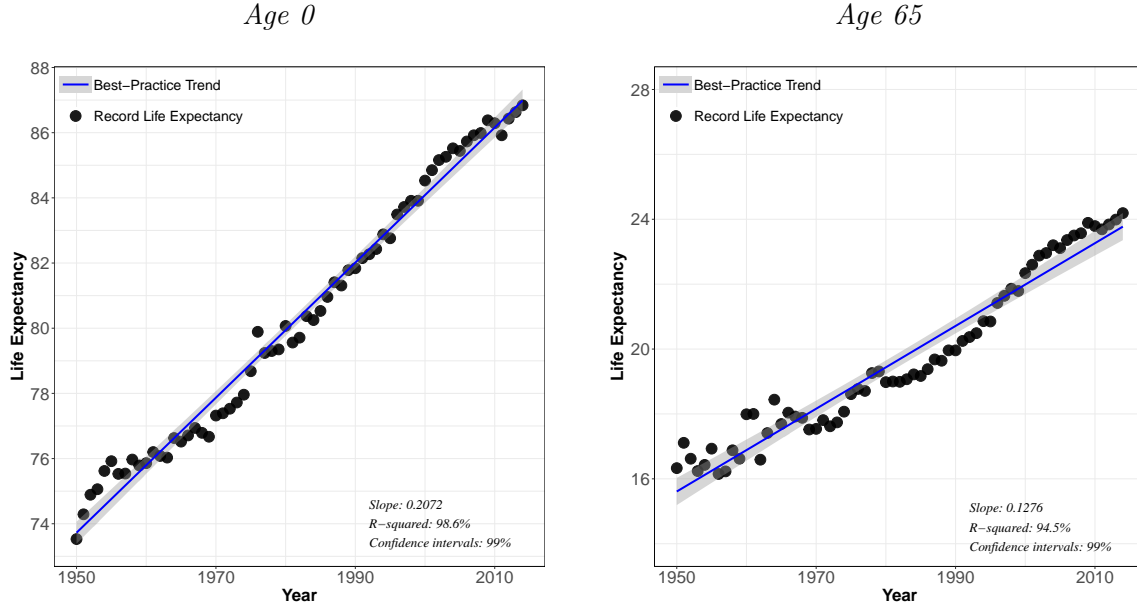 Age 0
Age 65
Best−Practice Trend
Record Life Expectancy
88
86
84
82
80
78
76
74
Life Expectancy
Slope: 0.2072
R−squared: 98.6%
Confidence intervals: 99%
1950 1970 1990 2010
Year
Best−Practice Trend
Record Life Expectancy
28
24
20
16
Life Expectancy
Slope: 0.1276
R−squared: 94.5%
Confidence intervals: 99%
1950 1970 1990 2010
Year